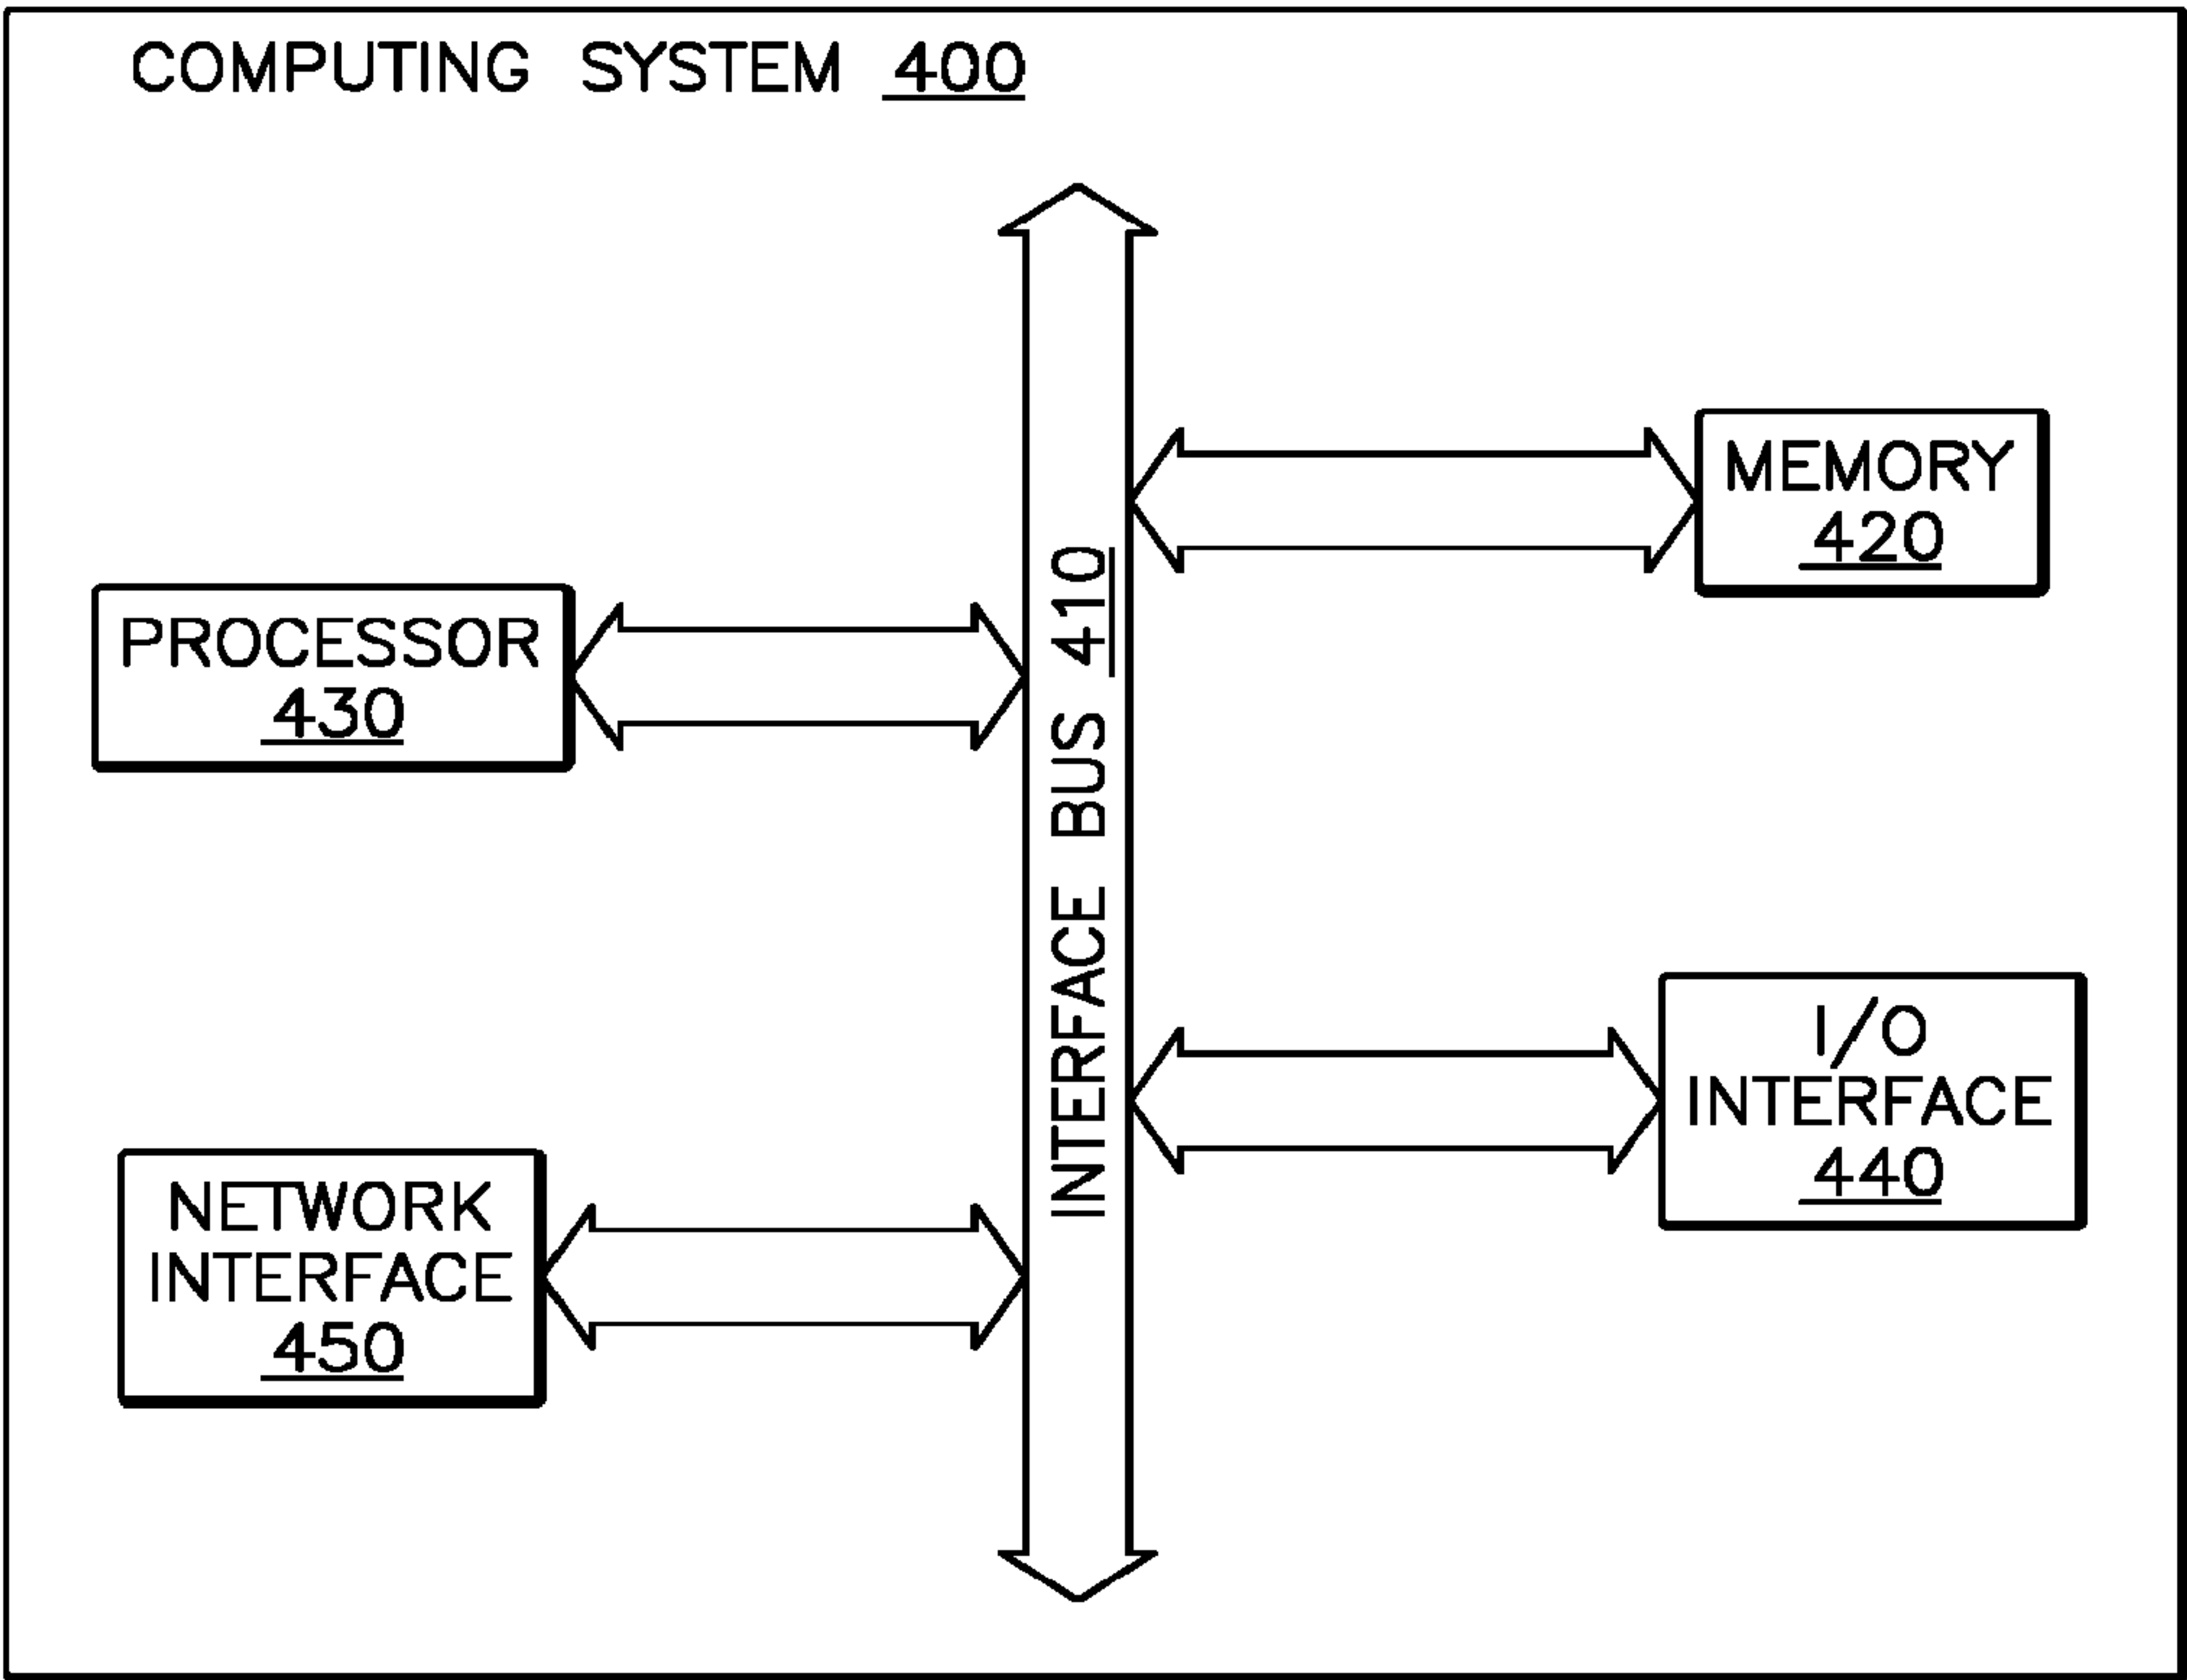 COMPUTING SYSTEM 400
MEMORY
420
PROCESSOR
430
INTERFACE BUS 410
I/O
INTERFACE
440
NETWORK
INTERFACE
450